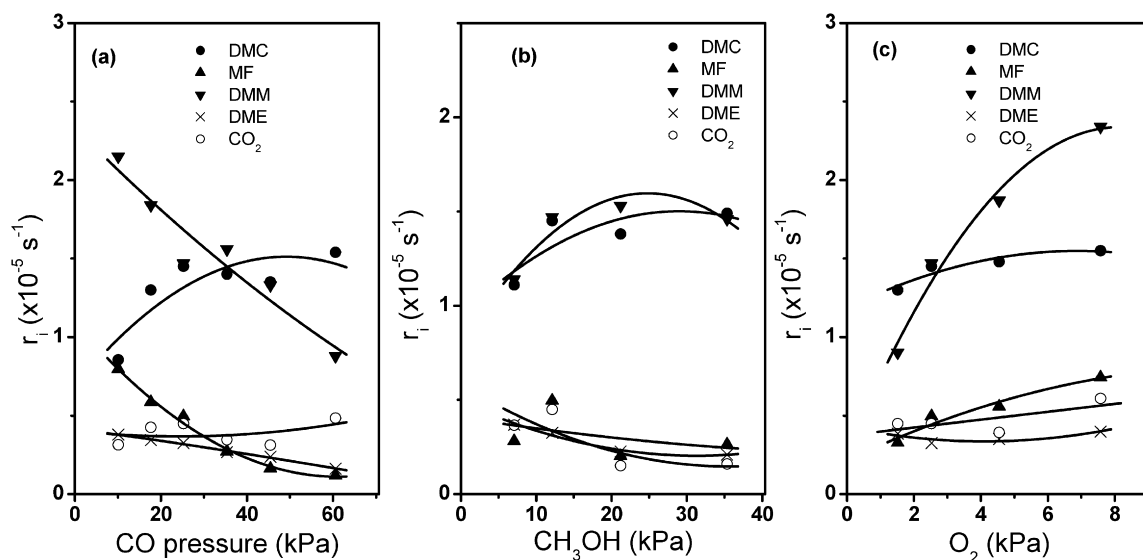 3
2
1
0
rᵢ (x10⁻⁵ s⁻¹)
(a)
DMC
MF
DMM
DME
CO₂
0 20 40 60
CO pressure (kPa)
2
1
0
rᵢ (x10⁻⁵ s⁻¹)
(b)
DMC
MF
DMM
DME
CO₂
0 10 20 30 40
CH₃OH (kPa)
3
2
1
0
rᵢ (x10⁻⁵ s⁻¹)
(c)
DMC
MF
DMM
DME
CO₂
0 2 4 6 8
O₂ (kPa)